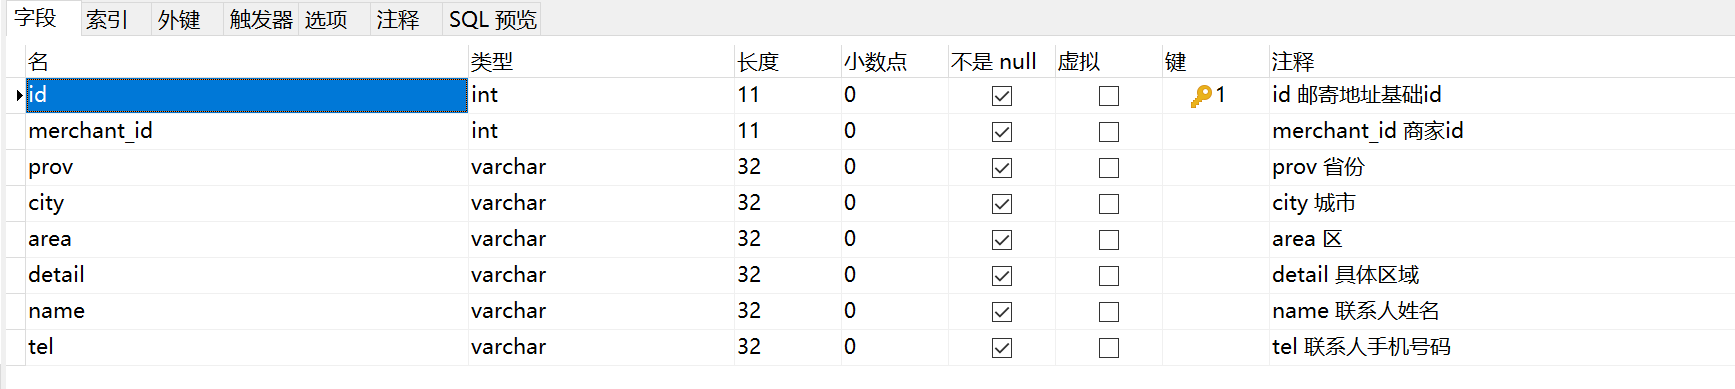 字段 索引 外键 触发器 选项 注释 SQL 预览
名 类型 长度 小数点 不是 null 虚拟 键 注释
id int 11 0 1 id 邮寄地址基础id
merchant_id int 11 0 merchant_id 商家id
prov varchar 32 0 prov 省份
city varchar 32 0 city 城市
area varchar 32 0 area 区
detail varchar 32 0 detail 具体区域
name varchar 32 0 name 联系人姓名
tel varchar 32 0 tel 联系人手机号码